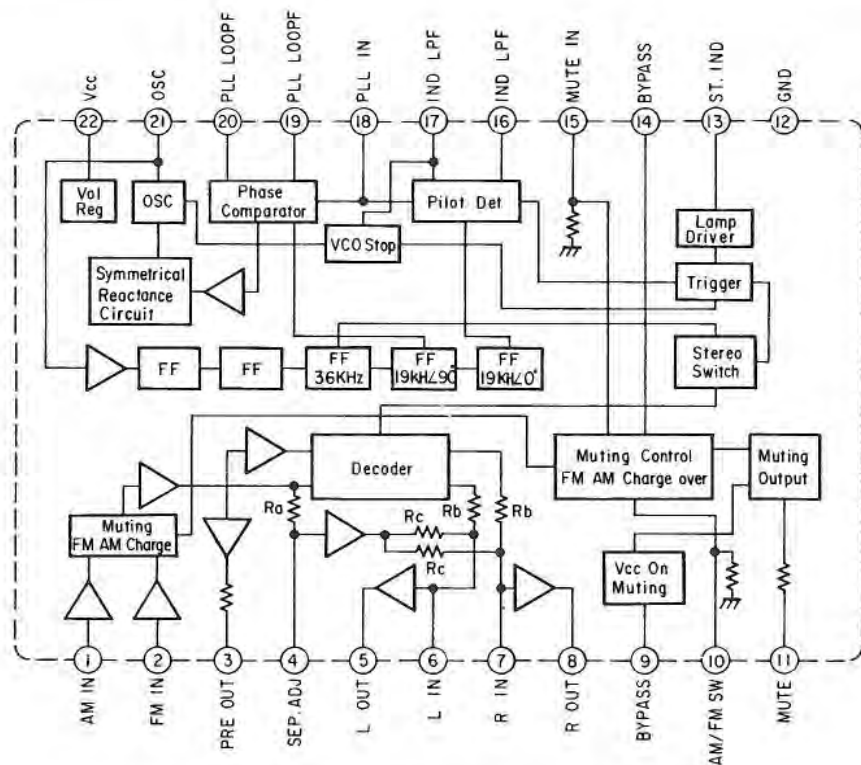 Vcc
OSC
PLL LOOPF
PLL LOOPF
PLL IN
IND LPF
IND LPF
MUTE IN
BYPASS
ST. IND
GND
22
21
20
19
18
17
16
15
14
13
12
Vol
Reg
OSC
Phase
Comparator
Pilot Det
VCO Stop
Lamp
Driver
Symmetrical
Reactance
Circuit
Trigger
FF
FF
FF
36KHz
FF
19KH∠90°
FF
19KH∠0°
Stereo
Switch
Decoder
Muting Control
FM AM Charge over
Muting
Output
Muting
FM AM Charge
Ra
Rc
Rb
Rb
Rc
Vcc On
Muting
1
2
3
4
5
6
7
8
9
10
11
AM IN
FM IN
PRE OUT
SEP. ADJ
L OUT
L IN
R IN
R OUT
BYPASS
AM/FM SW
MUTE